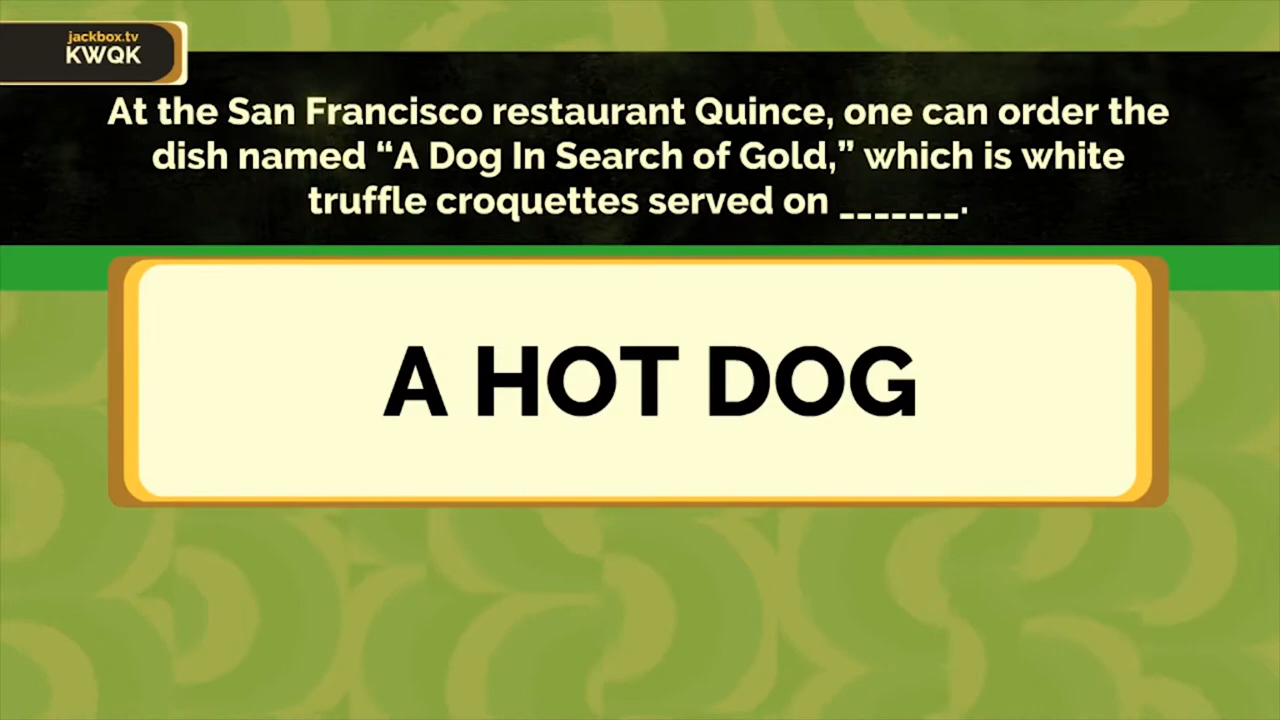 jackbox.tv
KWQK
At the San Francisco restaurant Quince, one can order the
dish named “A Dog In Search of Gold,” which is white
truffle croquettes served on _______.
A HOT DOG